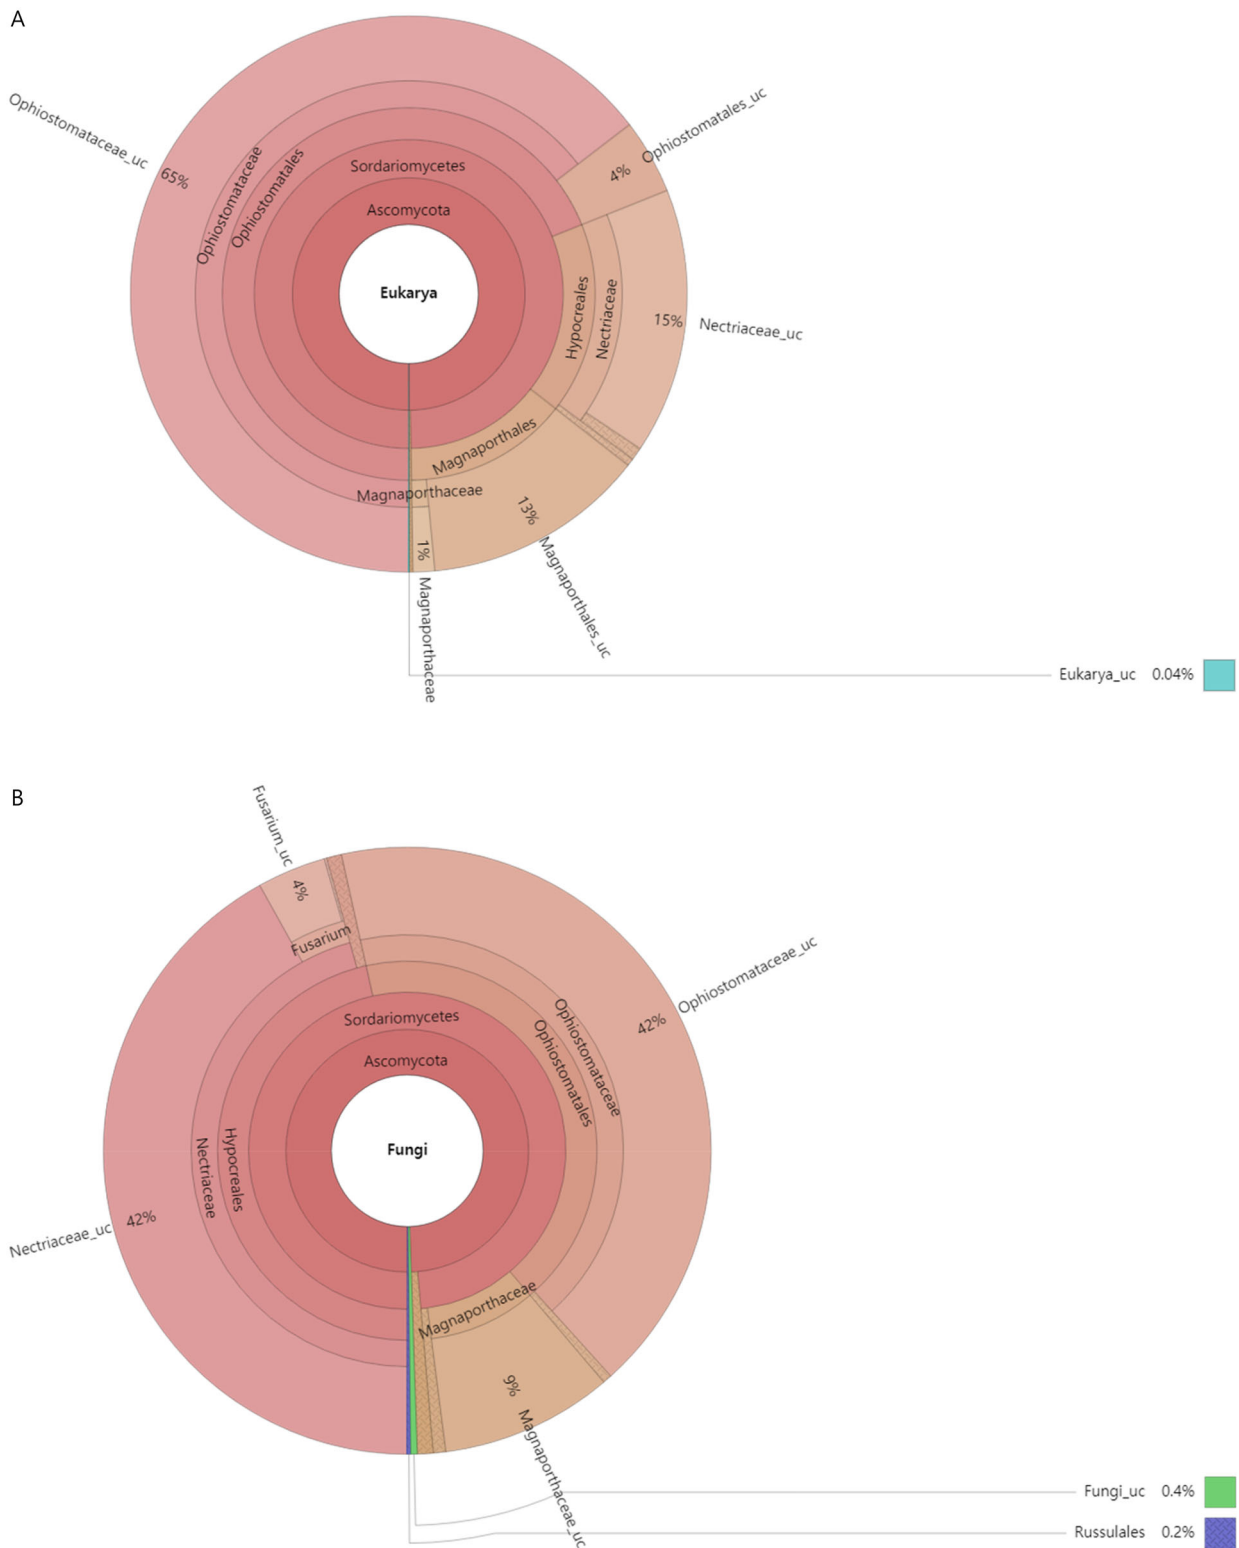 A
Ophiostomataceae_uc
65%
Ophiostomatales_uc
4%
Sordariomycetes
Ascomycota
Ophiostomataceae
Ophiostomatales
Eukarya
Hypocreales
Nectriaceae
15%
Nectriaceae_uc
Magnaporthales
Magnaporthaceae
13%
Magnaporthales_uc
1%
Magnaporthaceae
Eukarya_uc 0.04%
B
Fusarium_uc
4%
Fusarium
Ophiostomataceae_uc
42%
Sordariomycetes
Ascomycota
Ophiostomataceae
Ophiostomatales
Fungi
Hypocreales
Nectriaceae
Nectriaceae_uc 42%
Magnaporthaceae
9%
Magnaporthaceae_uc
Fungi_uc 0.4%
Russulales 0.2%